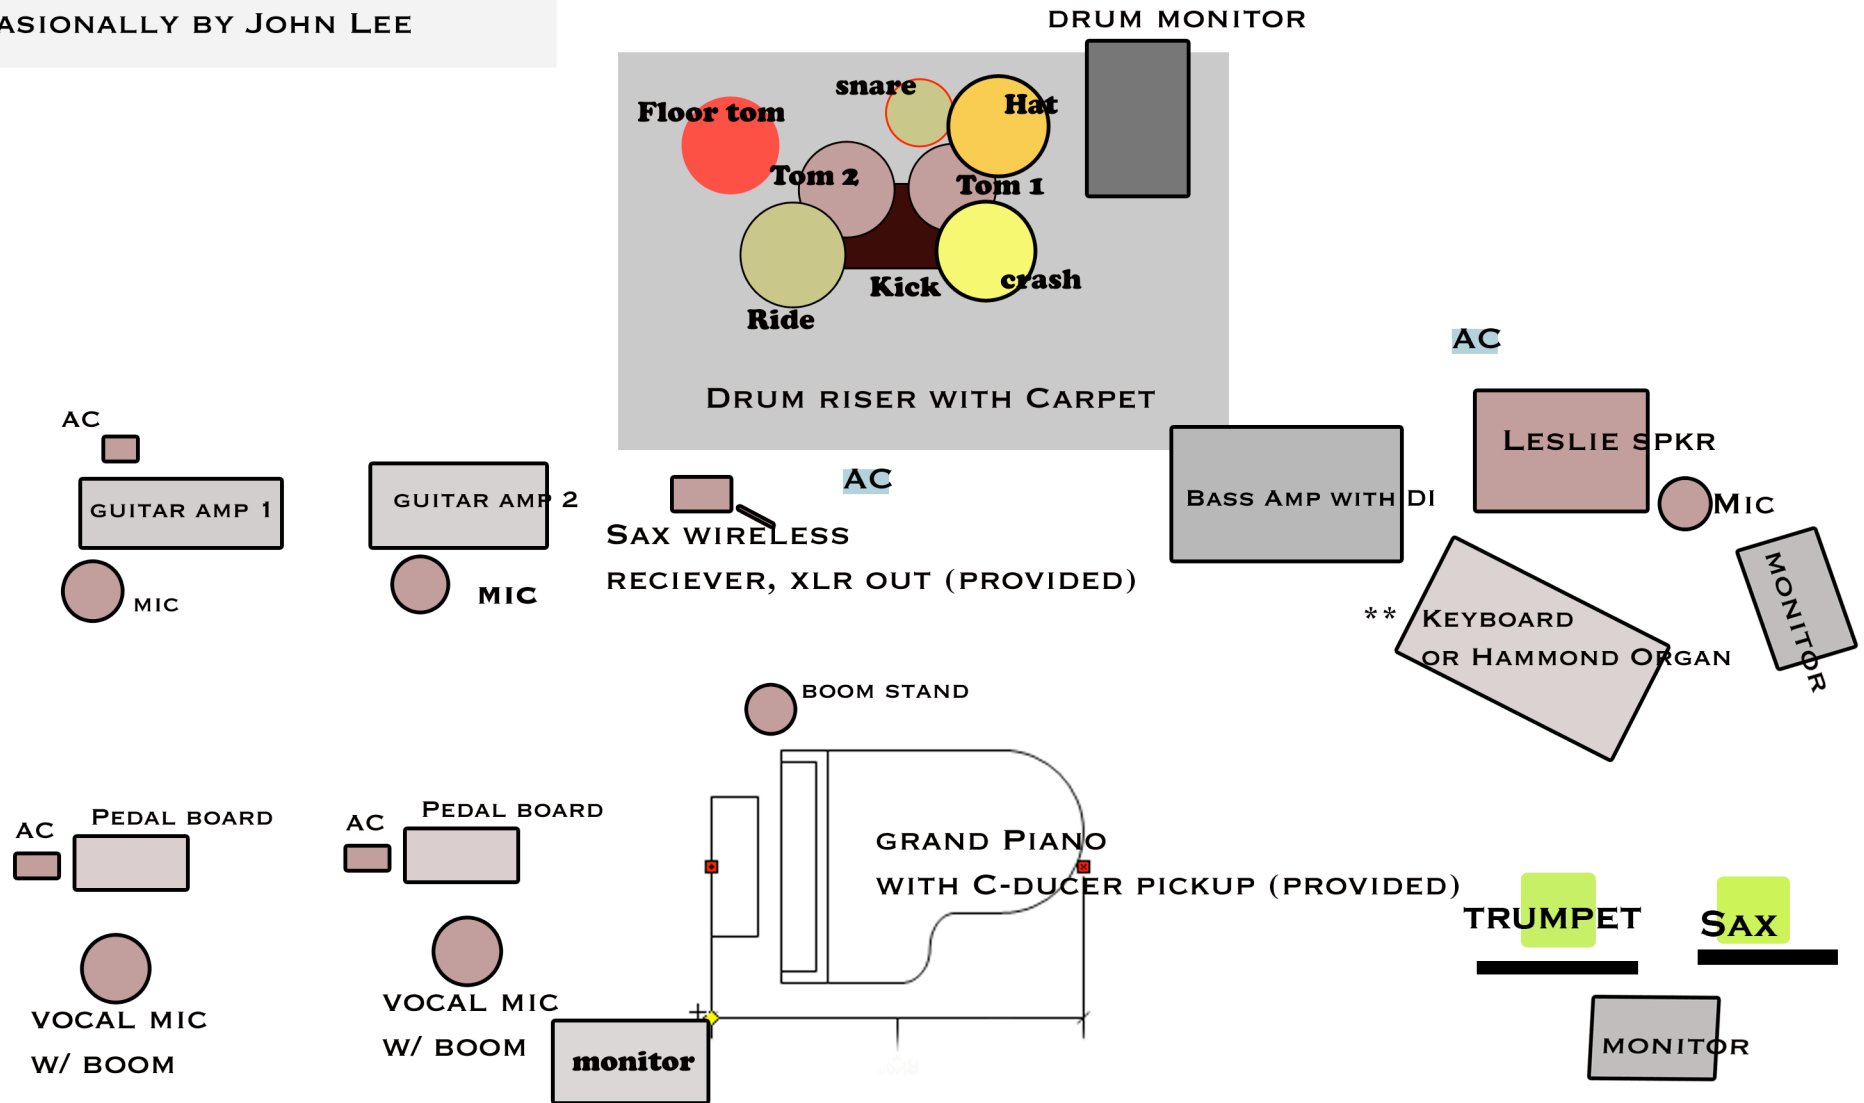 ASIONALLY BY JOHN LEE
DRUM MONITOR
snare
Hat
Floor tom
Tom 2
Tom 1
crash
Kick
Ride
DRUM RISER WITH CARPET
AC
LESLIE SPKR
MIC
AC
GUITAR AMP 1
MIC
GUITAR AMP 2
MIC
AC
SAX WIRELESS
RECIEVER, XLR OUT (PROVIDED)
BASS AMP WITH DI
** KEYBOARD
OR HAMMOND ORGAN
MONITOR
BOOM STAND
PEDAL BOARD
AC
VOCAL MIC
W/ BOOM
PEDAL BOARD
AC
VOCAL MIC
W/ BOOM
monitor
GRAND PIANO
WITH C-DUCER PICKUP (PROVIDED)
TRUMPET
SAX
MONITOR